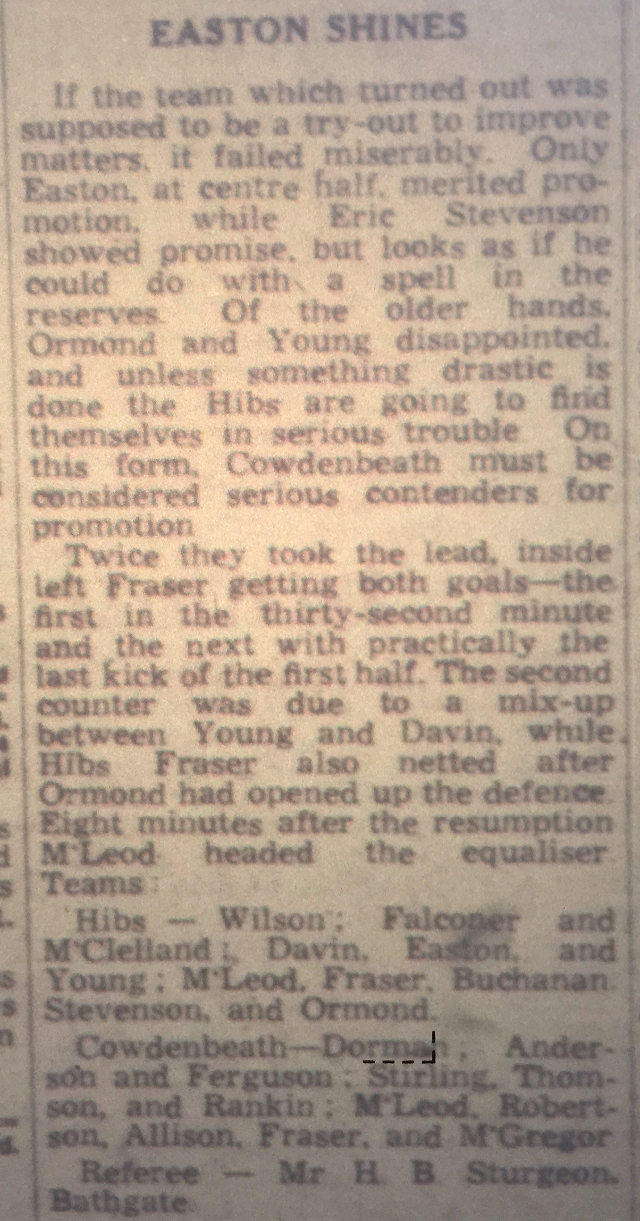 EASTON SHINES
If the team which turned out was
supposed to be a try-out to improve
matters, it failed miserably. Only
Easton, at centre half, merited pro-
motion, while Eric Stevenson
showed promise, but looks as if he
could do with a spell in the
reserves. Of the older hands,
Ormond and Young disappointed,
and unless something drastic is
done the Hibs are going to find
themselves in serious trouble On
this form, Cowdenbeath must be
considered serious contenders for
promotion
Twice they took the lead, inside
left Fraser getting both goals—the
first in the thirty-second minute
and the next with practically the
last kick of the first half. The second
counter was due to a mix-up
between Young and Davin, while
Hibs Fraser also netted after
Ormond had opened up the defence.
Eight minutes after the resumption
M'Leod headed the equaliser
Teams:
Hibs — Wilson; Falconer and
M'Clelland; Davin, Easton, and
Young; M'Leod, Fraser, Buchanan.
Stevenson, and Ormond.
Cowdenbeath—Dorman; Ander-
son and Ferguson; Stirling, Thom-
son, and Rankin; M'Leod, Robert-
son, Allison, Fraser, and M'Gregor
Referee — Mr H. B. Sturgeon,
Bathgate.